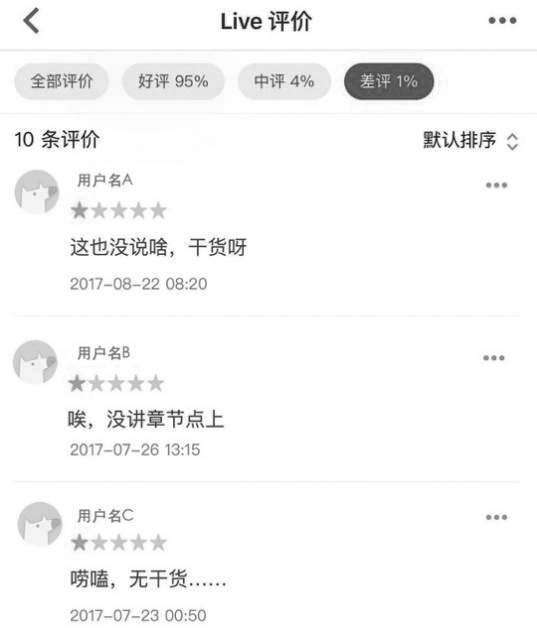 Live 评价
全部评价 好评 95% 中评 4% 差评 1%
10 条评价 默认排序
用户名A
这也没说啥，干货呀
2017-08-22 08:20
用户名B
唉，没讲章节点上
2017-07-26 13:15
用户名C
唠嗑，无干货……
2017-07-23 00:50